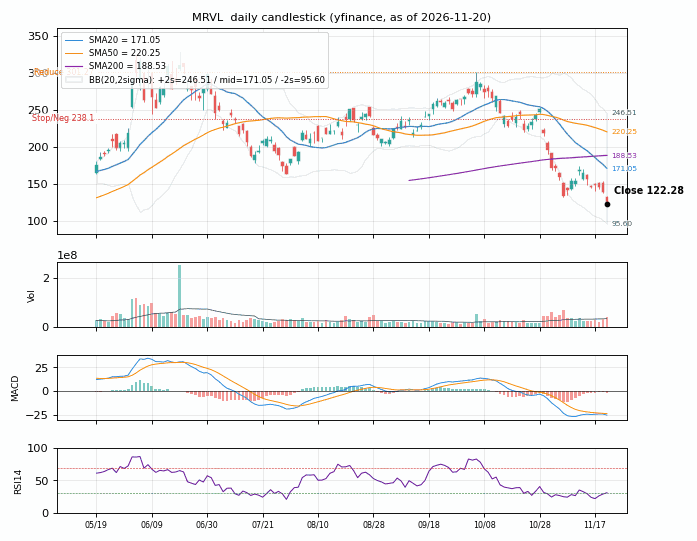 MRVL daily candlestick (yfinance, as of 2026-11-20)
SMA20 = 171.05
SMA50 = 220.25
SMA200 = 188.53
BB(20,2sigma): +2s=246.51 / mid=171.05 / -2s=95.60
350
300
250
200
150
100
Stop/Neg 238.1
246.51
220.25
188.53
171.05
Close 122.28
95.60
1e8
Vol
2
0
MACD
25
0
−25
RSI14
100
50
0
05/19
06/09
06/30
07/21
08/10
08/28
09/18
10/08
10/28
11/17